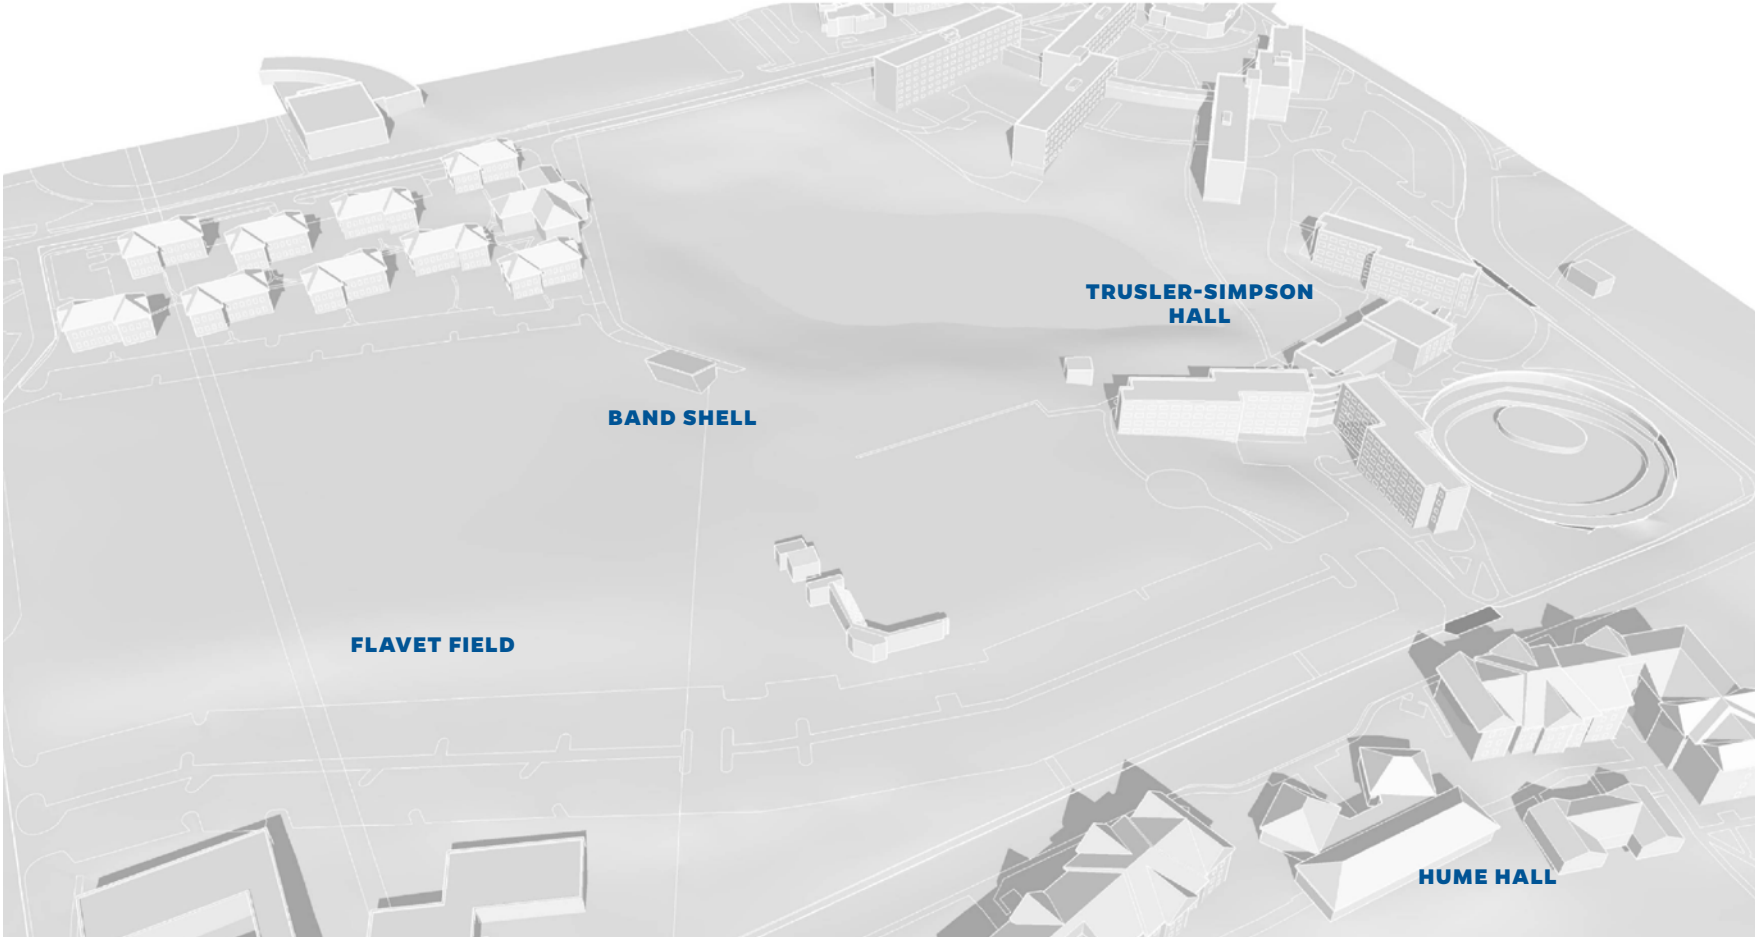 TRUSLER-SIMPSON
HALL
BAND SHELL
FLAVET FIELD
HUME HALL